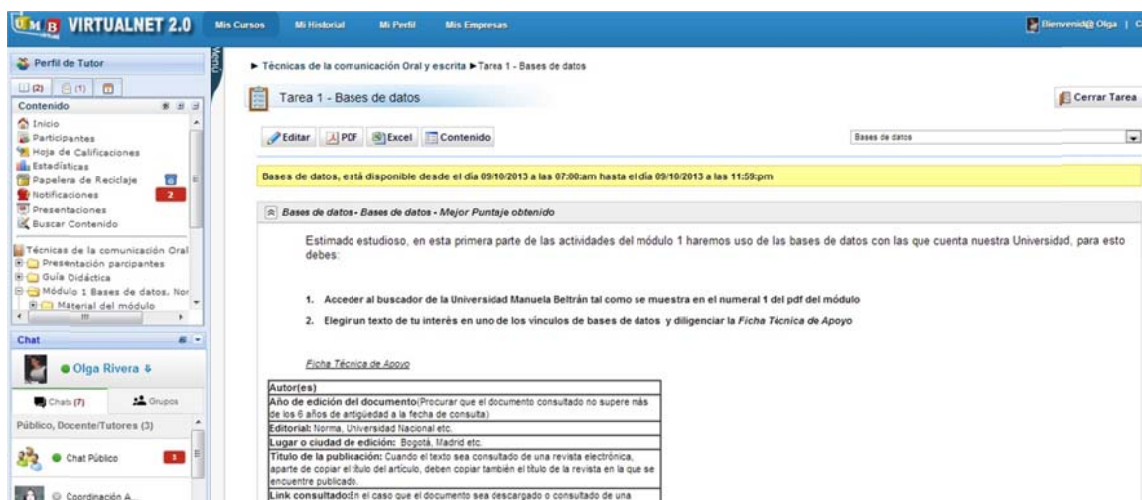 UMB VIRTUALNET 2.0
Mis Cursos
Mi Historial
Mi Perfil
Mis Empresas
Bienvenid@ Olga | C
Perfil de Tutor
Menú
(2)
(1)
Contenido
Inicio
Participantes
Hoja de Calificaciones
Estadísticas
Papelera de Reciclaje
Notificaciones
2
Presentaciones
Buscar Contenido
Técnicas de la comunicación Oral
Presentación parcipantes
Guía Didáctica
Módulo 1 Bases de datos. Nor
Material del módulo
Chat
Olga Rivera
Chats (7)
Grupos
Público, Docente/Tutores (3)
Chat Público
Coordinación A...
► Técnicas de la comunicación Oral y escrita ►Tarea 1 - Bases de datos
Tarea 1 - Bases de datos
Cerrar Tarea
Editar
PDF
Excel
Contenido
Bases de datos
Bases de datos, está disponible desde el día 09/10/2013 a las 07:00:am hasta el día 09/10/2013 a las 11:59:pm
Bases de datos- Bases de datos - Mejor Puntaje obtenido
Estimado estudioso, en esta primera parte de las actividades del módulo 1 haremos uso de las bases de datos con las que cuenta nuestra Universidad, para esto
debes:
1. Acceder al buscador de la Universidad Manuela Beltrán tal como se muestra en el numeral 1 del pdf del módulo
2. Elegirun texto de tu interés en uno de los vínculos de bases de datos y diligenciar la Ficha Técnica de Apoyo
Ficha Técnica de Apoyo
Autor(es)
Año de edición del documento(Procurar que el documento consultado no supere más
de los 6 años de antigüedad a la fecha de consulta)
Editorial: Norma, Universidad Nacional etc.
Lugar o ciudad de edición: Bogotá, Madrid etc.
Título de la publicación: Cuando el texto sea consultado de una revista electrónica,
aparte de copiar el título del artículo, deben copiar también el título de la revista en la que se
encuentre publicado.
Link consultado:En el caso que el documento sea descargado o consultado de una